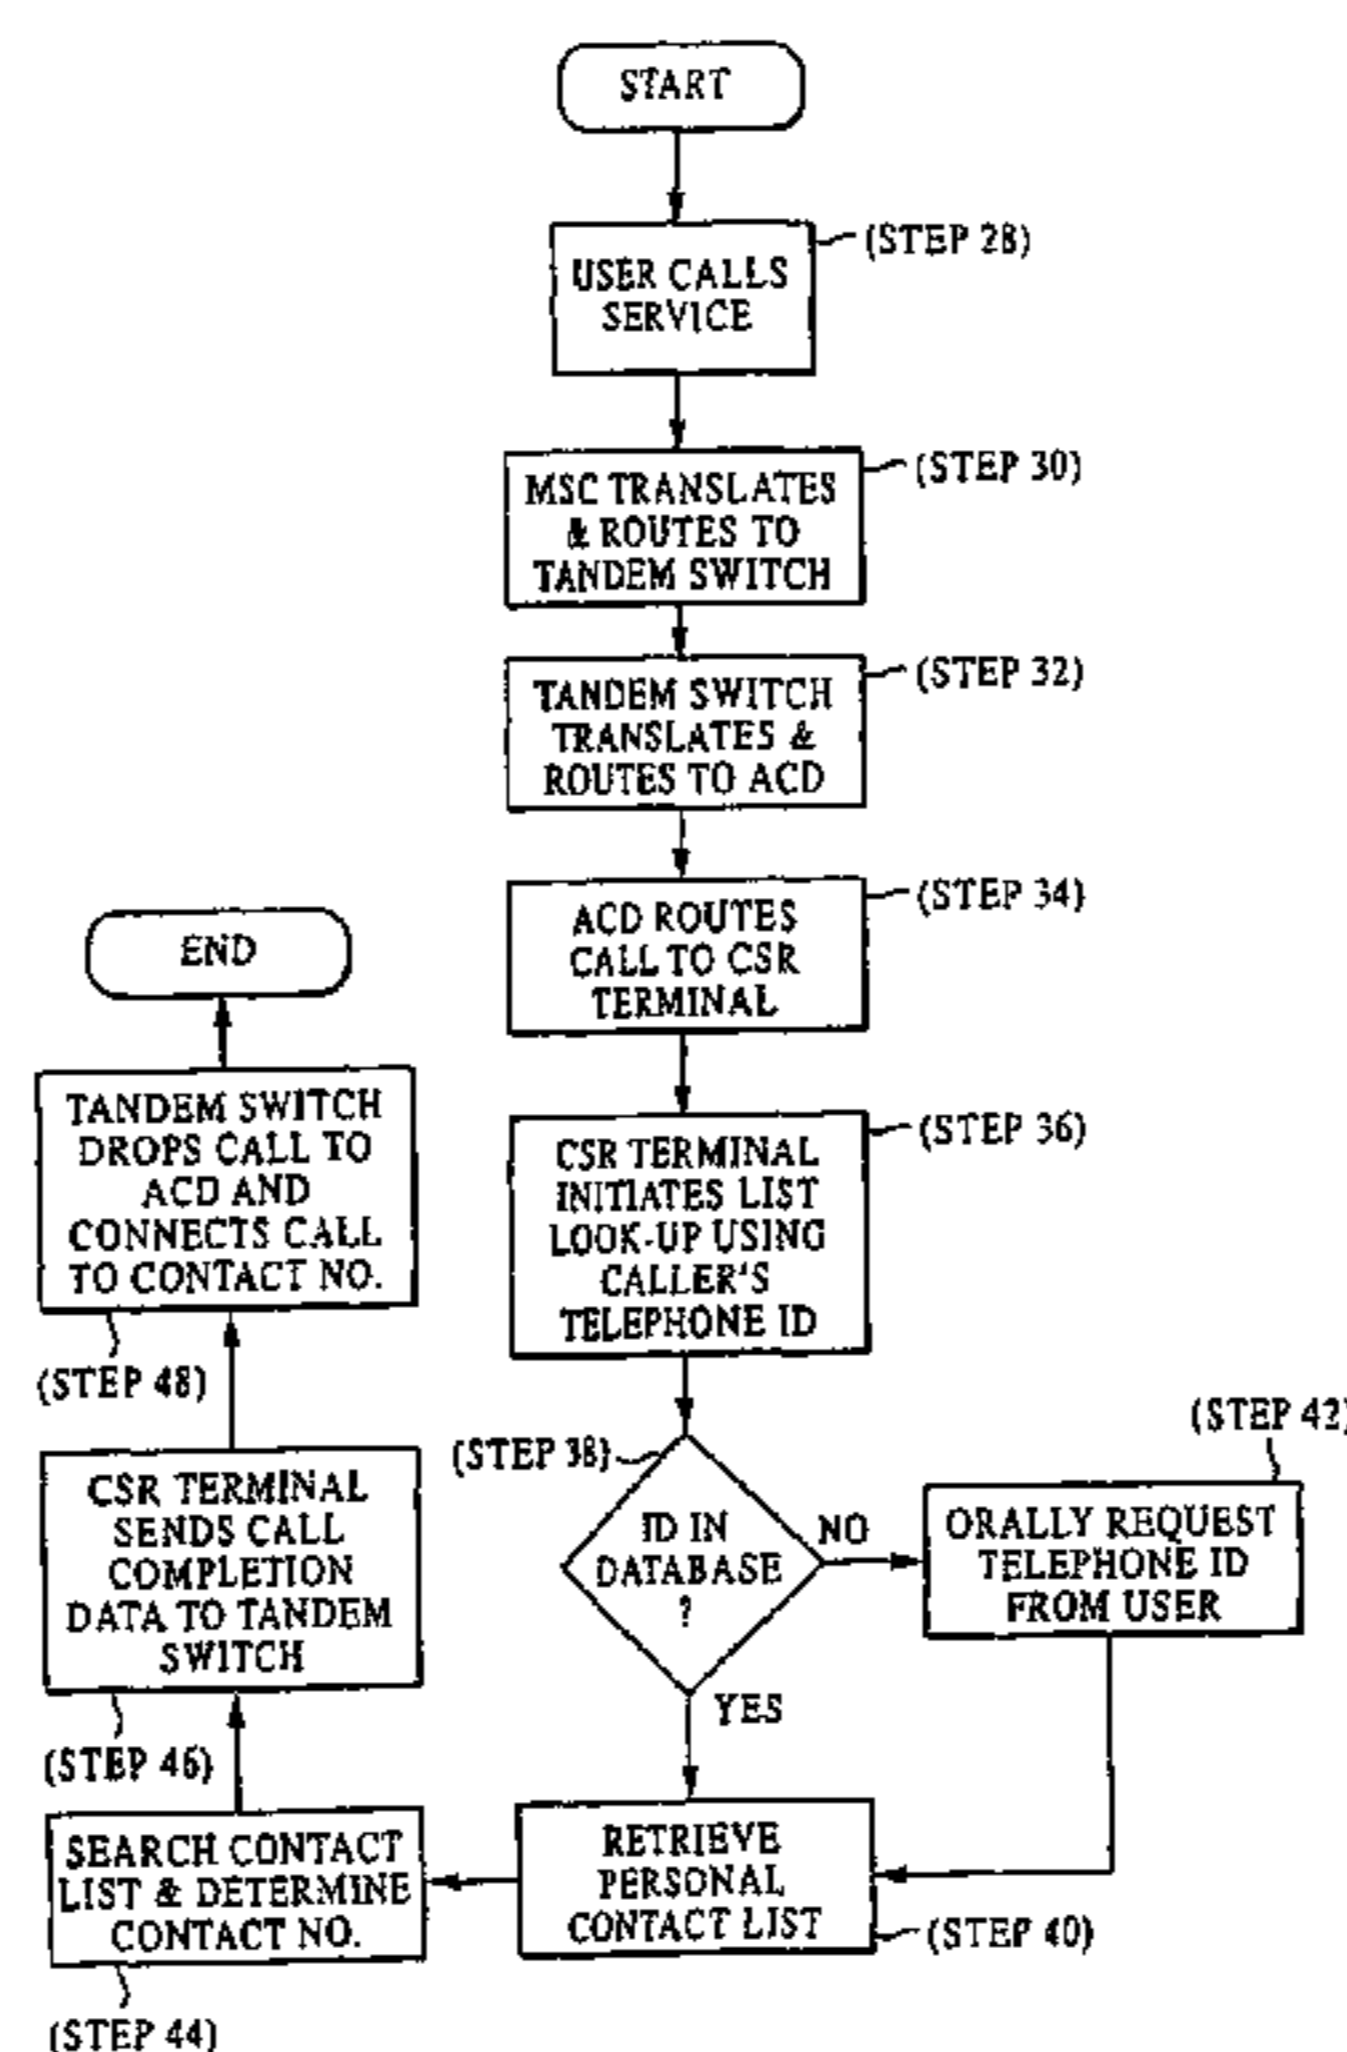 START
(STEP 28)
USER CALLS
SERVICE
(STEP 30)
MSC TRANSLATES
& ROUTES TO
TANDEM SWITCH
(STEP 32)
TANDEM SWITCH
TRANSLATES &
ROUTES TO ACD
(STEP 34)
ACD ROUTES
CALL TO CSR
TERMINAL
(STEP 36)
CSR TERMINAL
INITIATES LIST
LOOK-UP USING
CALLER'S
TELEPHONE ID
(STEP 38)
ID IN
DATABASE
?
NO
YES
(STEP 42)
ORALLY REQUEST
TELEPHONE ID
FROM USER
RETRIEVE
PERSONAL
CONTACT LIST
(STEP 40)
SEARCH CONTACT
LIST & DETERMINE
CONTACT NO.
(STEP 44)
CSR TERMINAL
SENDS CALL
COMPLETION
DATA TO TANDEM
SWITCH
(STEP 46)
TANDEM SWITCH
DROPS CALL TO
ACD AND
CONNECTS CALL
TO CONTACT NO.
(STEP 48)
END